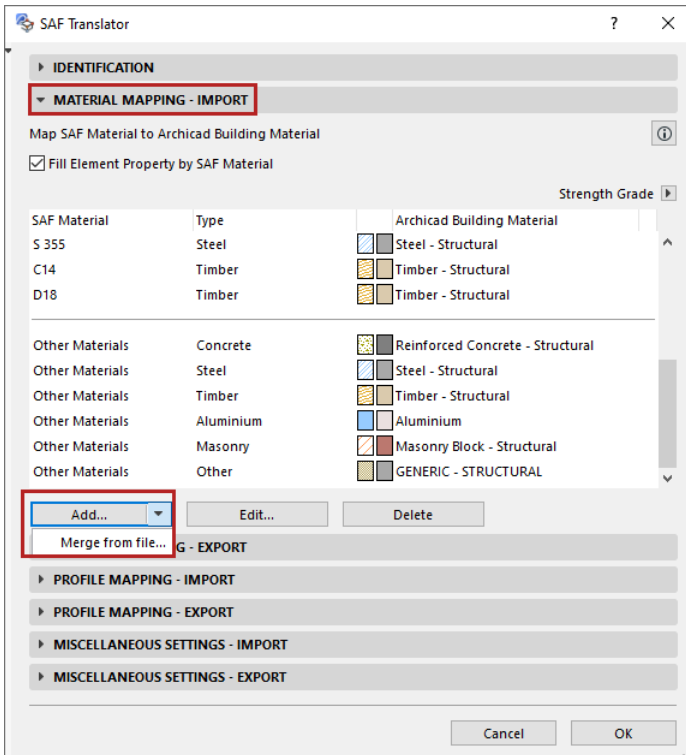 SAF Translator ? ×
IDENTIFICATION
MATERIAL MAPPING - IMPORT
Map SAF Material to Archicad Building Material
Fill Element Property by SAF Material
Strength Grade
SAF Material Type Archicad Building Material
S 355 Steel Steel - Structural
C14 Timber Timber - Structural
D18 Timber Timber - Structural
Other Materials Concrete Reinforced Concrete - Structural
Other Materials Steel Steel - Structural
Other Materials Timber Timber - Structural
Other Materials Aluminium Aluminium
Other Materials Masonry Masonry Block - Structural
Other Materials Other GENERIC - STRUCTURAL
Add... Edit... Delete
Merge from file... G - EXPORT
PROFILE MAPPING - IMPORT
PROFILE MAPPING - EXPORT
MISCELLANEOUS SETTINGS - IMPORT
MISCELLANEOUS SETTINGS - EXPORT
Cancel OK